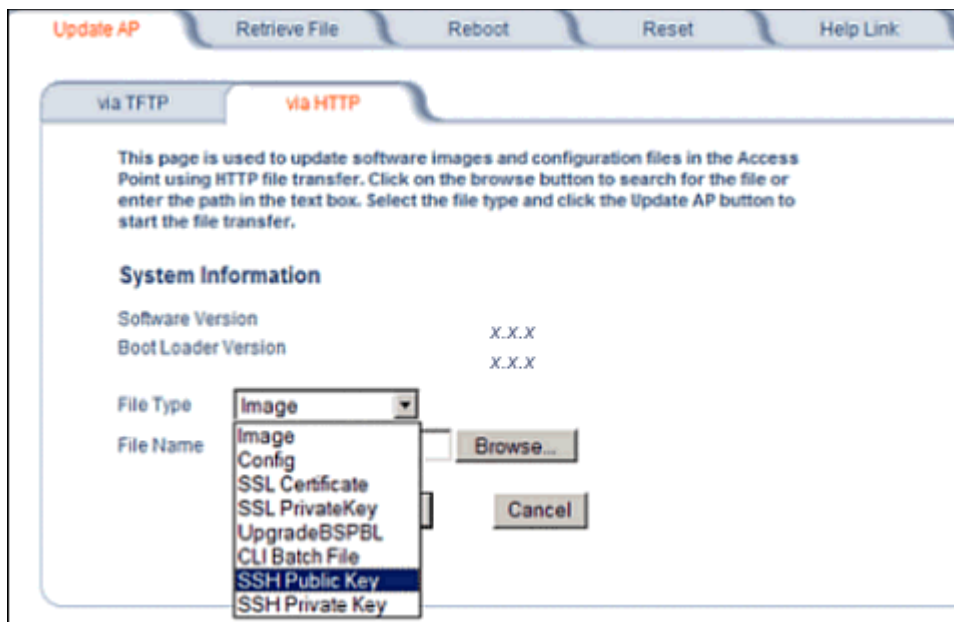 Update AP Retrieve File Reboot Reset Help Link
via TFTP via HTTP
This page is used to update software images and configuration files in the Access
Point using HTTP file transfer. Click on the browse button to search for the file or
enter the path in the text box. Select the file type and click the Update AP button to
start the file transfer.
System Information
Software Version x.x.x
Boot Loader Version x.x.x
File Type Image
File Name Browse...
Image
Config
SSL Certificate
SSL PrivateKey
UpgradeBSPBL
CLI Batch File
SSH Public Key
SSH Private Key
Cancel